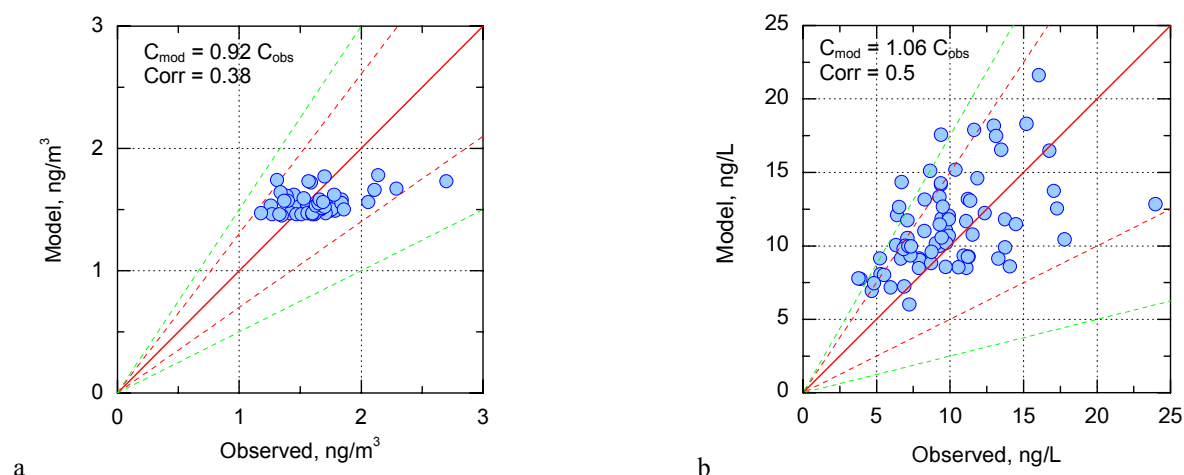 3
2
1
0
0
1
2
3
C_mod = 0.92 C_obs
Corr = 0.38
Model, ng/m³
Observed, ng/m³
a
25
20
15
10
5
0
0
5
10
15
20
25
C_mod = 1.06 C_obs
Corr = 0.5
Model, ng/L
Observed, ng/L
b